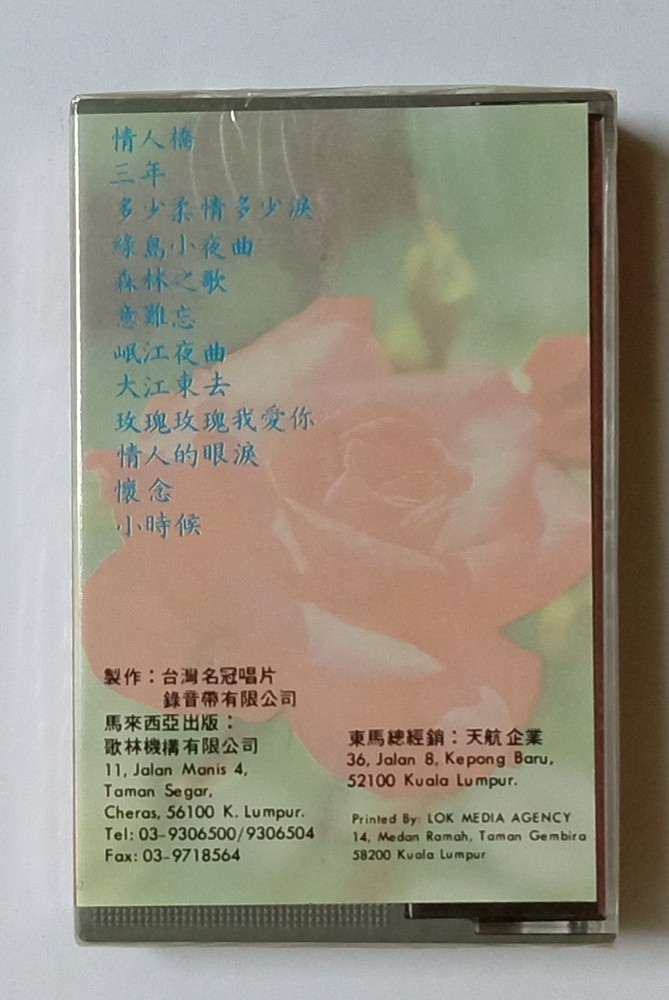 情人橋
三年
多少柔情多少淚
綠島小夜曲
森林之歌
意難忘
岷江夜曲
大江東去
玫瑰玫瑰我愛你
情人的眼淚
懷念
小時候
製作：台灣名冠唱片
錄音帶有限公司
馬來西亞出版：
歌林機構有限公司
11, Jalan Manis 4,
Taman Segar,
Cheras, 56100 K. Lumpur.
Tel: 03-9306500/9306504
Fax: 03-9718564
東馬總經銷：天航企業
36, Jalan 8, Kepong Baru,
52100 Kuala Lumpur.
Printed By: LOK MEDIA AGENCY
14, Medan Ramah, Taman Gembira
58200 Kuala Lumpur